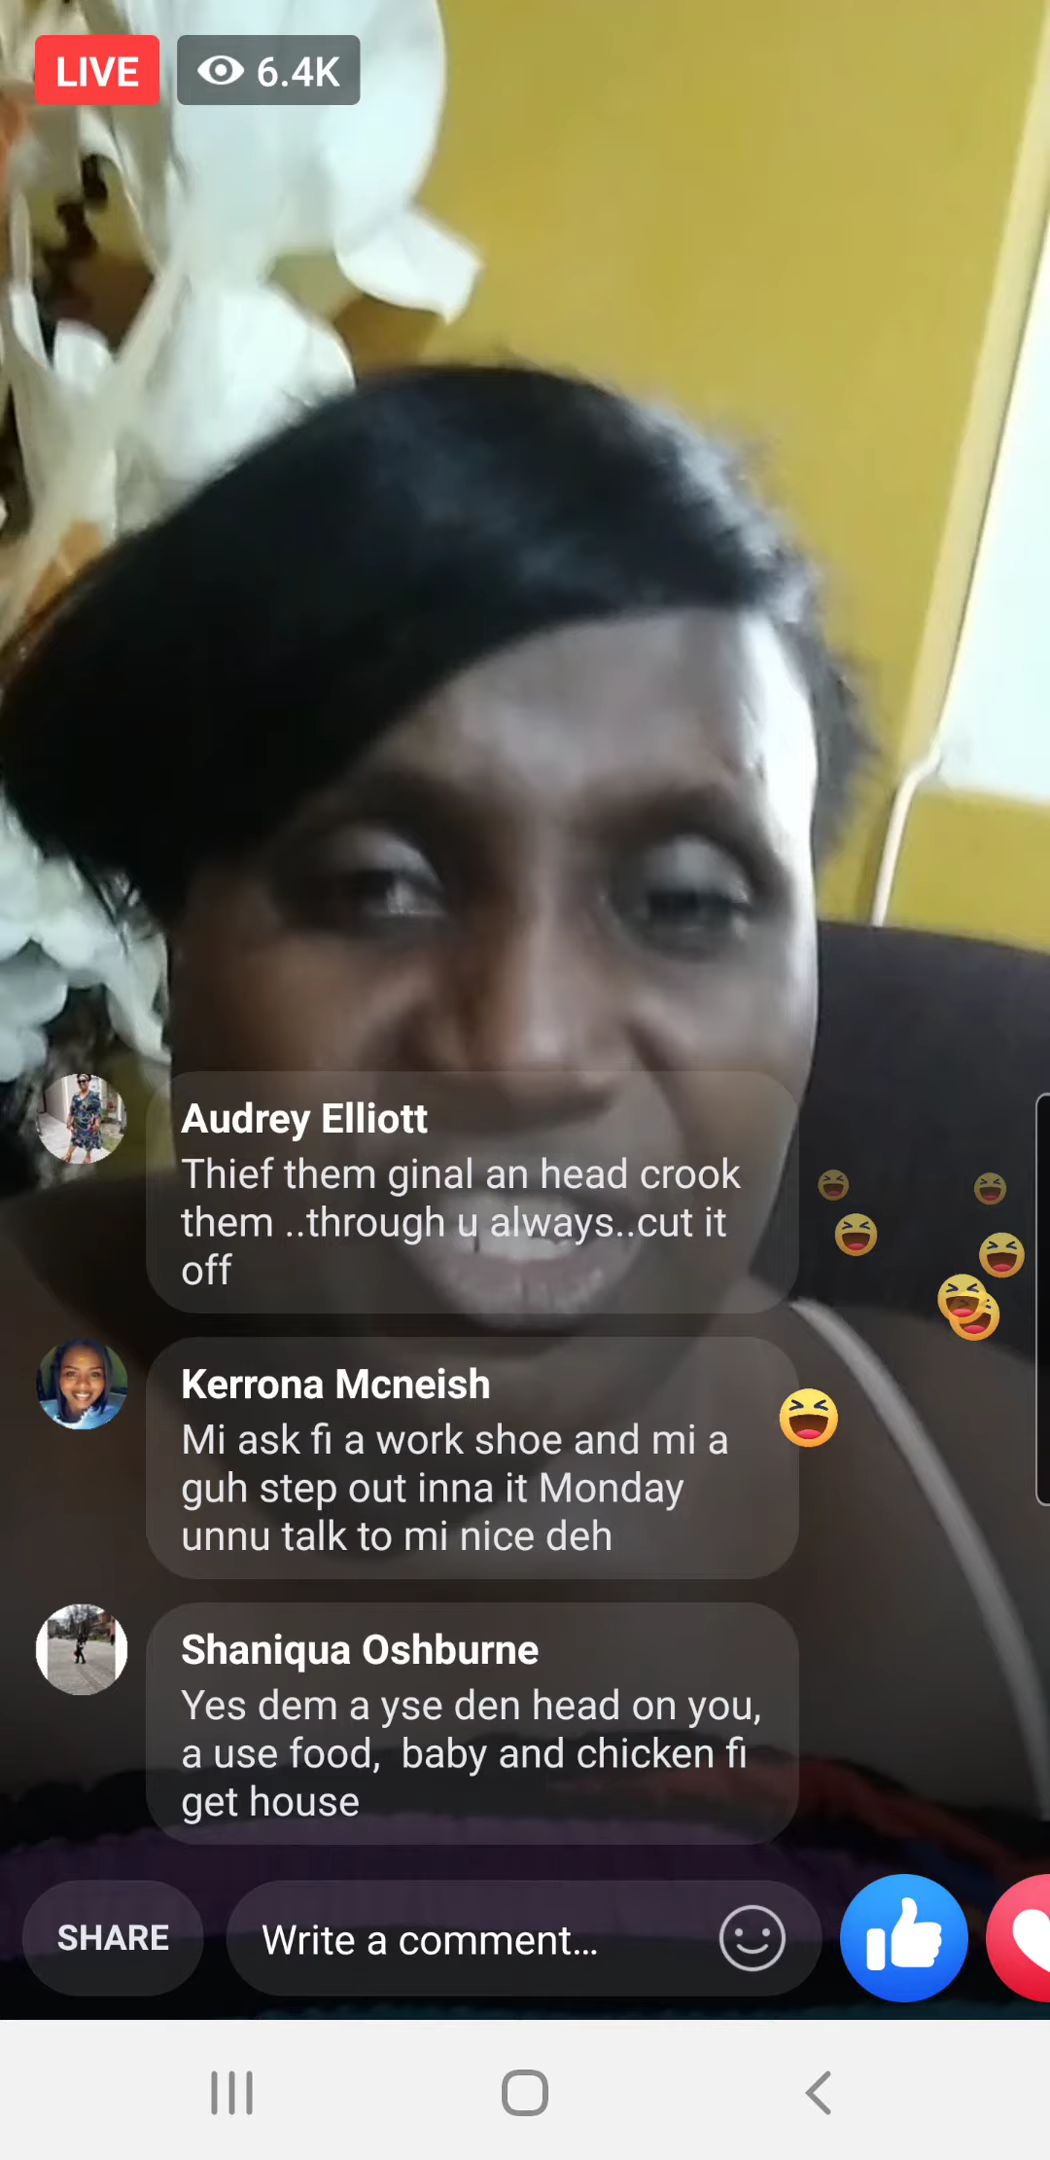 LIVE 6.4K
Audrey Elliott
Thief them ginal an head crook
them ..through u always..cut it
off
Kerrona Mcneish
Mi ask fi a work shoe and mi a
guh step out inna it Monday
unnu talk to mi nice deh
Shaniqua Oshburne
Yes dem a yse den head on you,
a use food,  baby and chicken fi
get house
SHARE Write a comment...